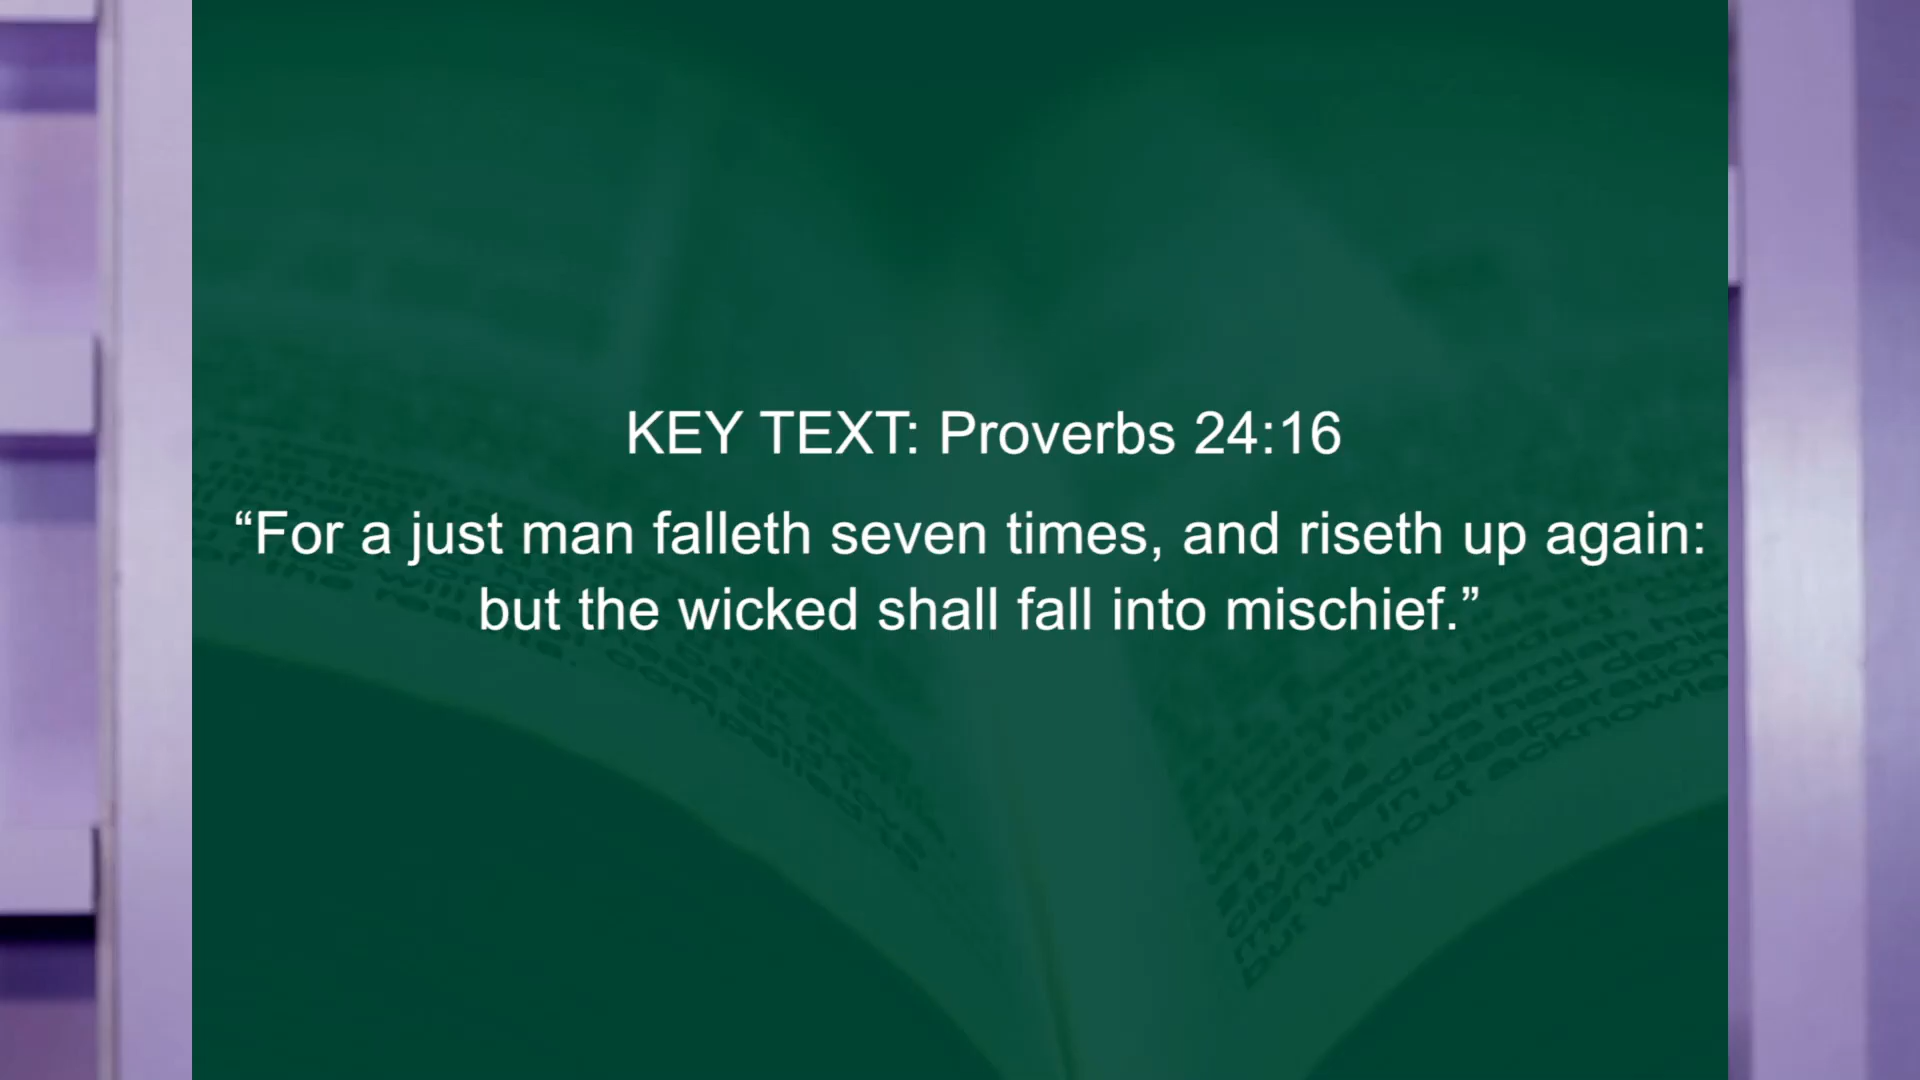 KEY TEXT: Proverbs 24:16
“For a just man falleth seven times, and riseth up again:
but the wicked shall fall into mischief.”